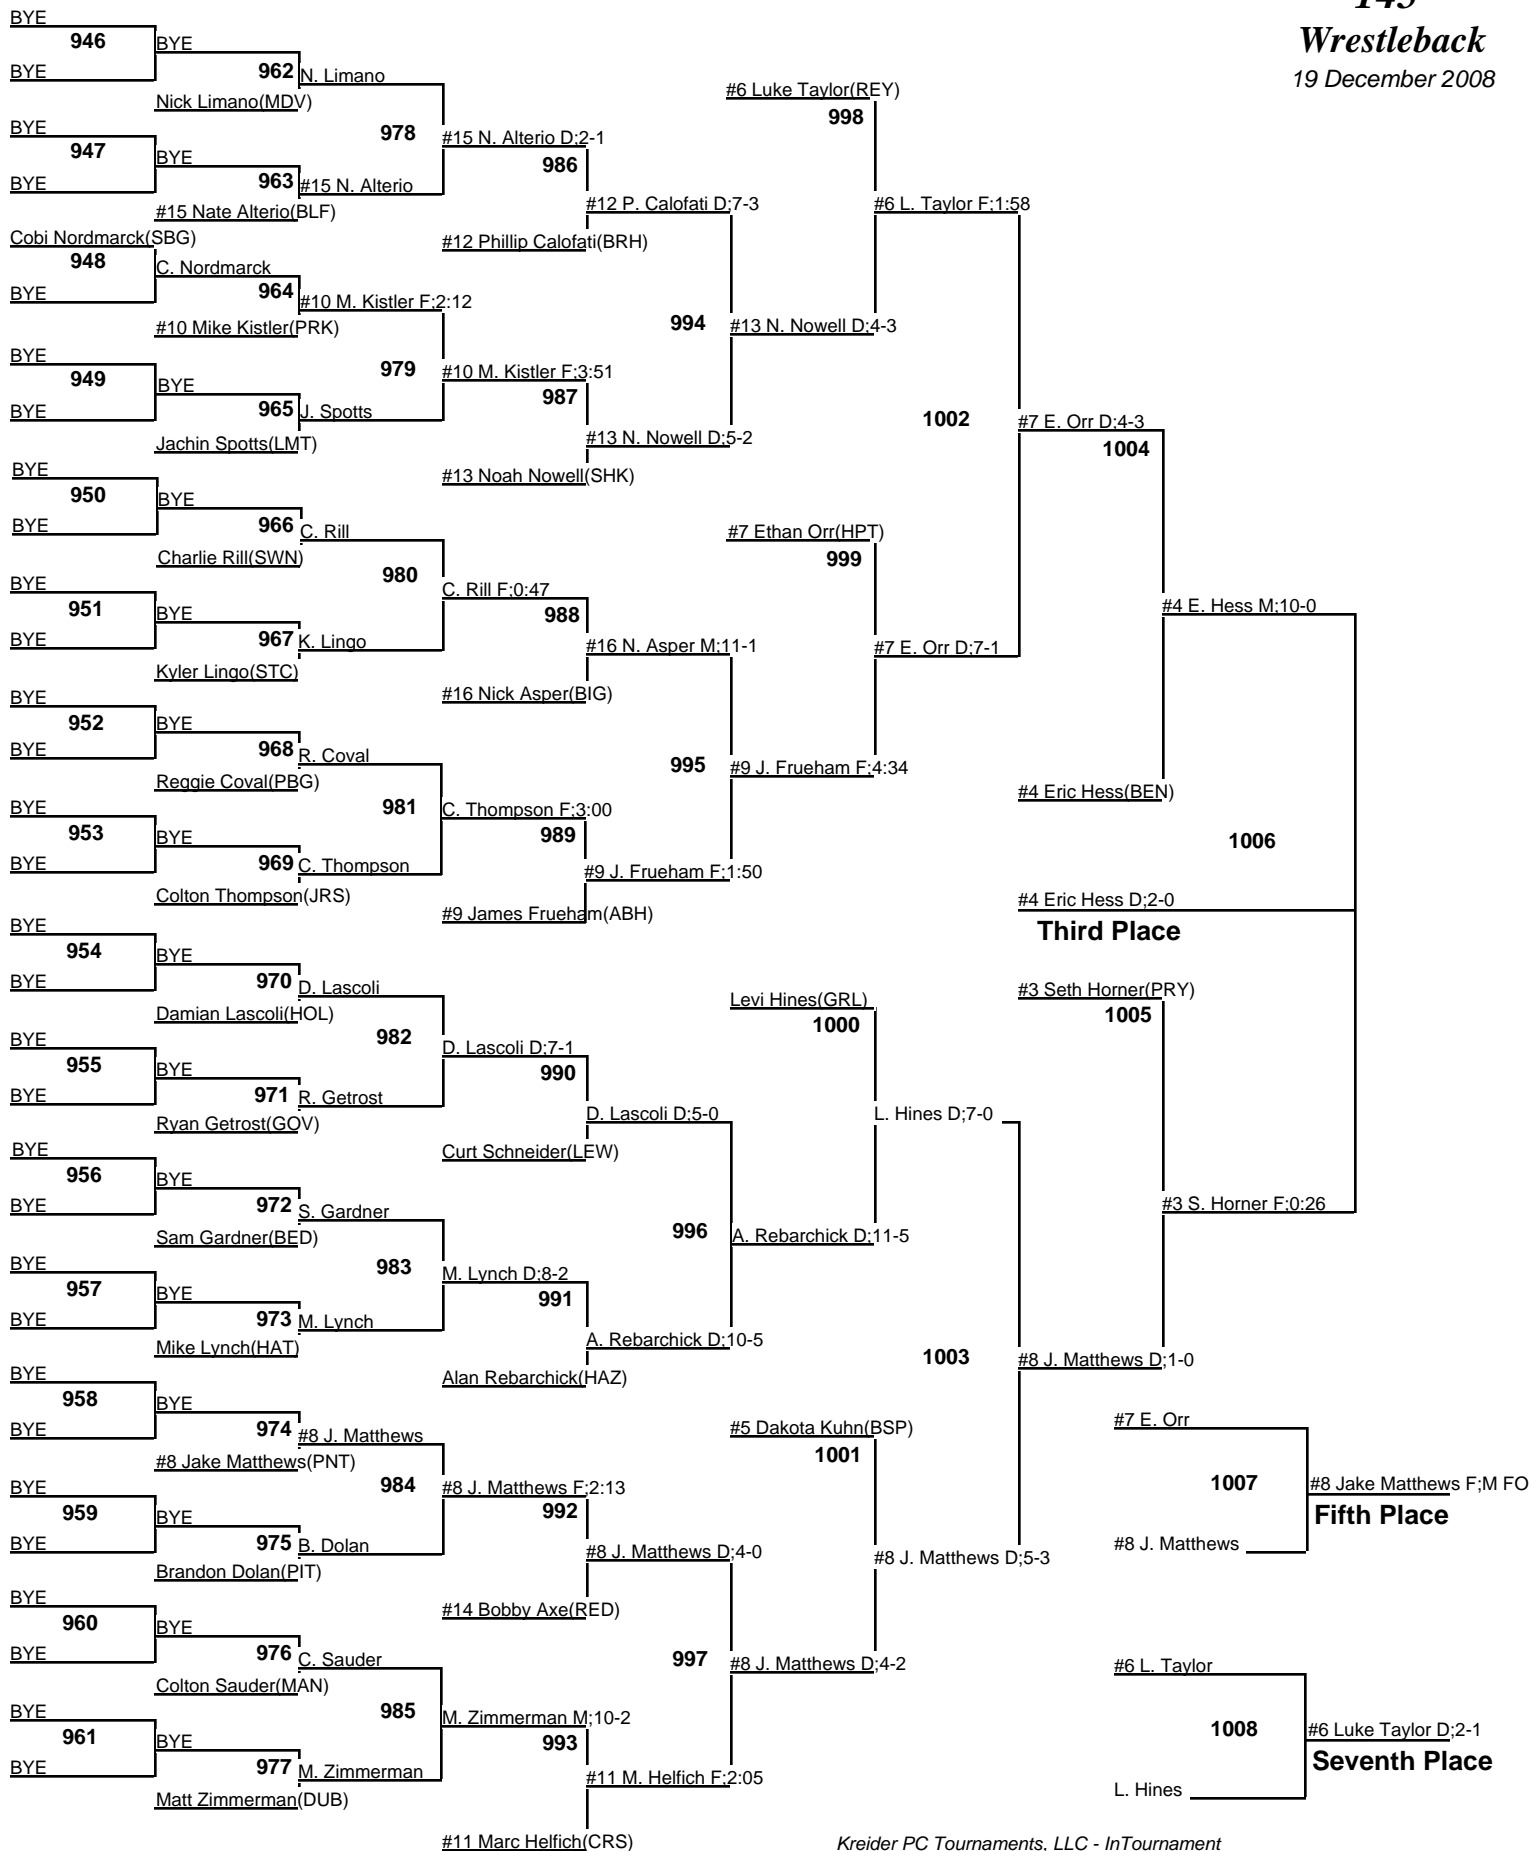 145
Wrestleback
19 December 2008
BYE
946
BYE
BYE
962
N. Limano
Nick Limano(MDV)
978
#15 N. Alterio D;2-1
BYE
947
BYE
BYE
963
#15 N. Alterio
#15 Nate Alterio(BLF)
986
#12 P. Calofati D;7-3
#12 Phillip Calofati(BRH)
Cobi Nordmarck(SBG)
948
C. Nordmarck
BYE
964
#10 M. Kistler F;2:12
#10 Mike Kistler(PRK)
979
#10 M. Kistler F;3:51
BYE
949
BYE
BYE
965
J. Spotts
Jachin Spotts(LMT)
987
#13 N. Nowell D;5-2
#13 Noah Nowell(SHK)
994
#13 N. Nowell D;4-3
#6 Luke Taylor(REY)
998
#6 L. Taylor F;1:58
BYE
950
BYE
BYE
966
C. Rill
Charlie Rill(SWN)
980
C. Rill F;0:47
BYE
951
BYE
BYE
967
K. Lingo
Kyler Lingo(STC)
988
#16 N. Asper M;11-1
#16 Nick Asper(BIG)
BYE
952
BYE
BYE
968
R. Coval
Reggie Coval(PBG)
981
C. Thompson F;3:00
BYE
953
BYE
BYE
969
C. Thompson
Colton Thompson(JRS)
989
#9 J. Frueham F;1:50
#9 James Frueham(ABH)
995
#9 J. Frueham F;4:34
#7 Ethan Orr(HPT)
999
#7 E. Orr D;7-1
1002
#7 E. Orr D;4-3
1004
#4 E. Hess M;10-0
#4 Eric Hess(BEN)
1006
#4 Eric Hess D;2-0
Third Place
BYE
954
BYE
BYE
970
D. Lascoli
Damian Lascoli(HOL)
982
D. Lascoli D;7-1
BYE
955
BYE
BYE
971
R. Getrost
Ryan Getrost(GOV)
990
D. Lascoli D;5-0
Curt Schneider(LEW)
BYE
956
BYE
BYE
972
S. Gardner
Sam Gardner(BED)
983
M. Lynch D;8-2
BYE
957
BYE
BYE
973
M. Lynch
Mike Lynch(HAT)
991
A. Rebarchick D;10-5
Alan Rebarchick(HAZ)
996
A. Rebarchick D;11-5
Levi Hines(GRL)
1000
L. Hines D;7-0
BYE
958
BYE
BYE
974
#8 J. Matthews
#8 Jake Matthews(PNT)
984
#8 J. Matthews F;2:13
BYE
959
BYE
BYE
975
B. Dolan
Brandon Dolan(PIT)
992
#8 J. Matthews D;4-0
#14 Bobby Axe(RED)
BYE
960
BYE
BYE
976
C. Sauder
Colton Sauder(MAN)
985
M. Zimmerman M;10-2
BYE
961
BYE
BYE
977
M. Zimmerman
Matt Zimmerman(DUB)
993
#11 M. Helfich F;2:05
#11 Marc Helfich(CRS)
997
#8 J. Matthews D;4-2
#5 Dakota Kuhn(BSP)
1001
#8 J. Matthews D;5-3
1003
#8 J. Matthews D;1-0
#3 Seth Horner(PRY)
1005
#3 S. Horner F;0:26
#7 E. Orr
1007
#8 Jake Matthews F;M FO
Fifth Place
#8 J. Matthews
#6 L. Taylor
1008
#6 Luke Taylor D;2-1
Seventh Place
L. Hines
Kreider PC Tournaments, LLC - InTournament